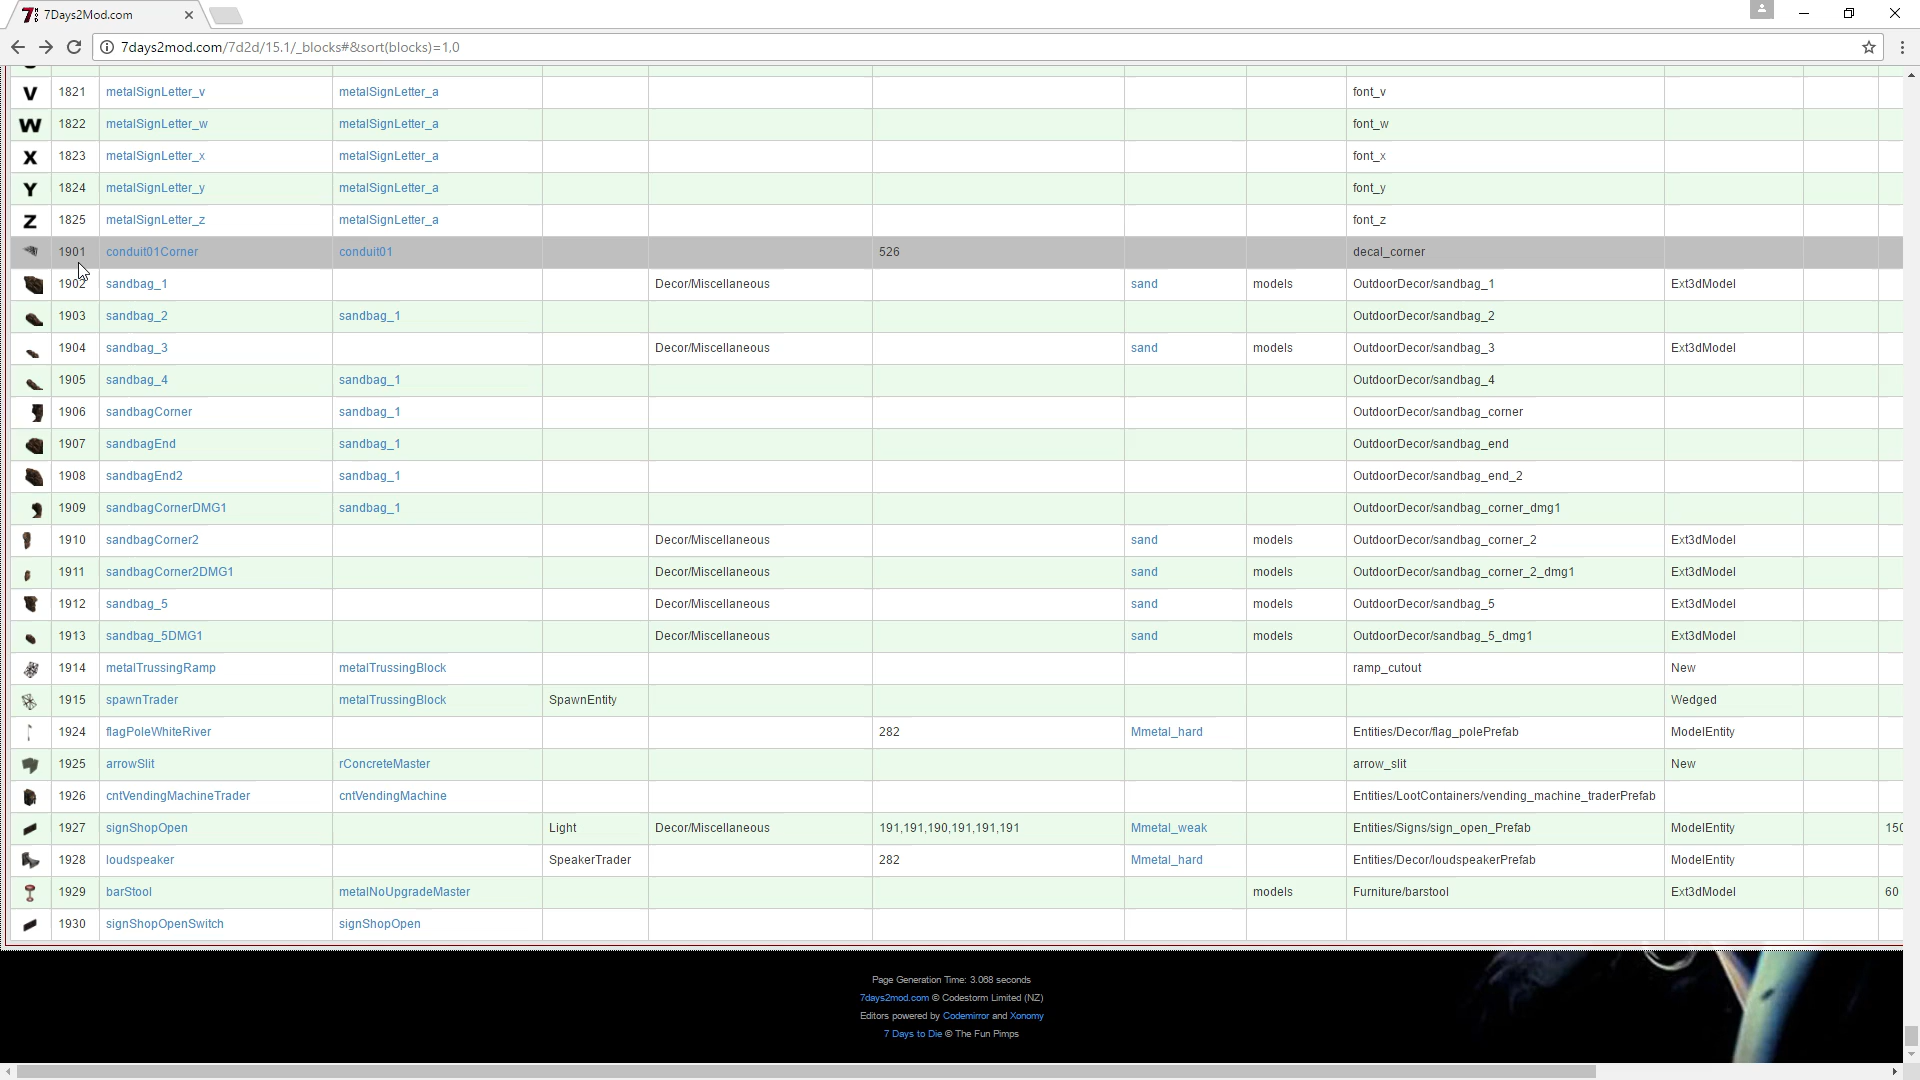 7Days2Mod.com
7days2mod.com/7d2d/15.1/_blocks#&sort(blocks)=1,0
V 1821 metalSignLetter_v metalSignLetter_a font_v
W 1822 metalSignLetter_w metalSignLetter_a font_w
X 1823 metalSignLetter_x metalSignLetter_a font_x
Y 1824 metalSignLetter_y metalSignLetter_a font_y
Z 1825 metalSignLetter_z metalSignLetter_a font_z
1901 conduit01Corner conduit01 526 decal_corner
1902 sandbag_1 Decor/Miscellaneous sand models OutdoorDecor/sandbag_1 Ext3dModel
1903 sandbag_2 sandbag_1 OutdoorDecor/sandbag_2
1904 sandbag_3 Decor/Miscellaneous sand models OutdoorDecor/sandbag_3 Ext3dModel
1905 sandbag_4 sandbag_1 OutdoorDecor/sandbag_4
1906 sandbagCorner sandbag_1 OutdoorDecor/sandbag_corner
1907 sandbagEnd sandbag_1 OutdoorDecor/sandbag_end
1908 sandbagEnd2 sandbag_1 OutdoorDecor/sandbag_end_2
1909 sandbagCornerDMG1 sandbag_1 OutdoorDecor/sandbag_corner_dmg1
1910 sandbagCorner2 Decor/Miscellaneous sand models OutdoorDecor/sandbag_corner_2 Ext3dModel
1911 sandbagCorner2DMG1 Decor/Miscellaneous sand models OutdoorDecor/sandbag_corner_2_dmg1 Ext3dModel
1912 sandbag_5 Decor/Miscellaneous sand models OutdoorDecor/sandbag_5 Ext3dModel
1913 sandbag_5DMG1 Decor/Miscellaneous sand models OutdoorDecor/sandbag_5_dmg1 Ext3dModel
1914 metalTrussingRamp metalTrussingBlock ramp_cutout New
1915 spawnTrader metalTrussingBlock SpawnEntity Wedged
1924 flagPoleWhiteRiver 282 Mmetal_hard Entities/Decor/flag_polePrefab ModelEntity
1925 arrowSlit rConcreteMaster arrow_slit New
1926 cntVendingMachineTrader cntVendingMachine Entities/LootContainers/vending_machine_traderPrefab
1927 signShopOpen Light Decor/Miscellaneous 191,191,190,191,191,191 Mmetal_weak Entities/Signs/sign_open_Prefab ModelEntity 150
1928 loudspeaker SpeakerTrader 282 Mmetal_hard Entities/Decor/loudspeakerPrefab ModelEntity
1929 barStool metalNoUpgradeMaster models Furniture/barstool Ext3dModel 60
1930 signShopOpenSwitch signShopOpen
Page Generation Time: 3.068 seconds
7days2mod.com © Codestorm Limited (NZ)
Editors powered by Codemirror and Xonomy
7 Days to Die © The Fun Pimps